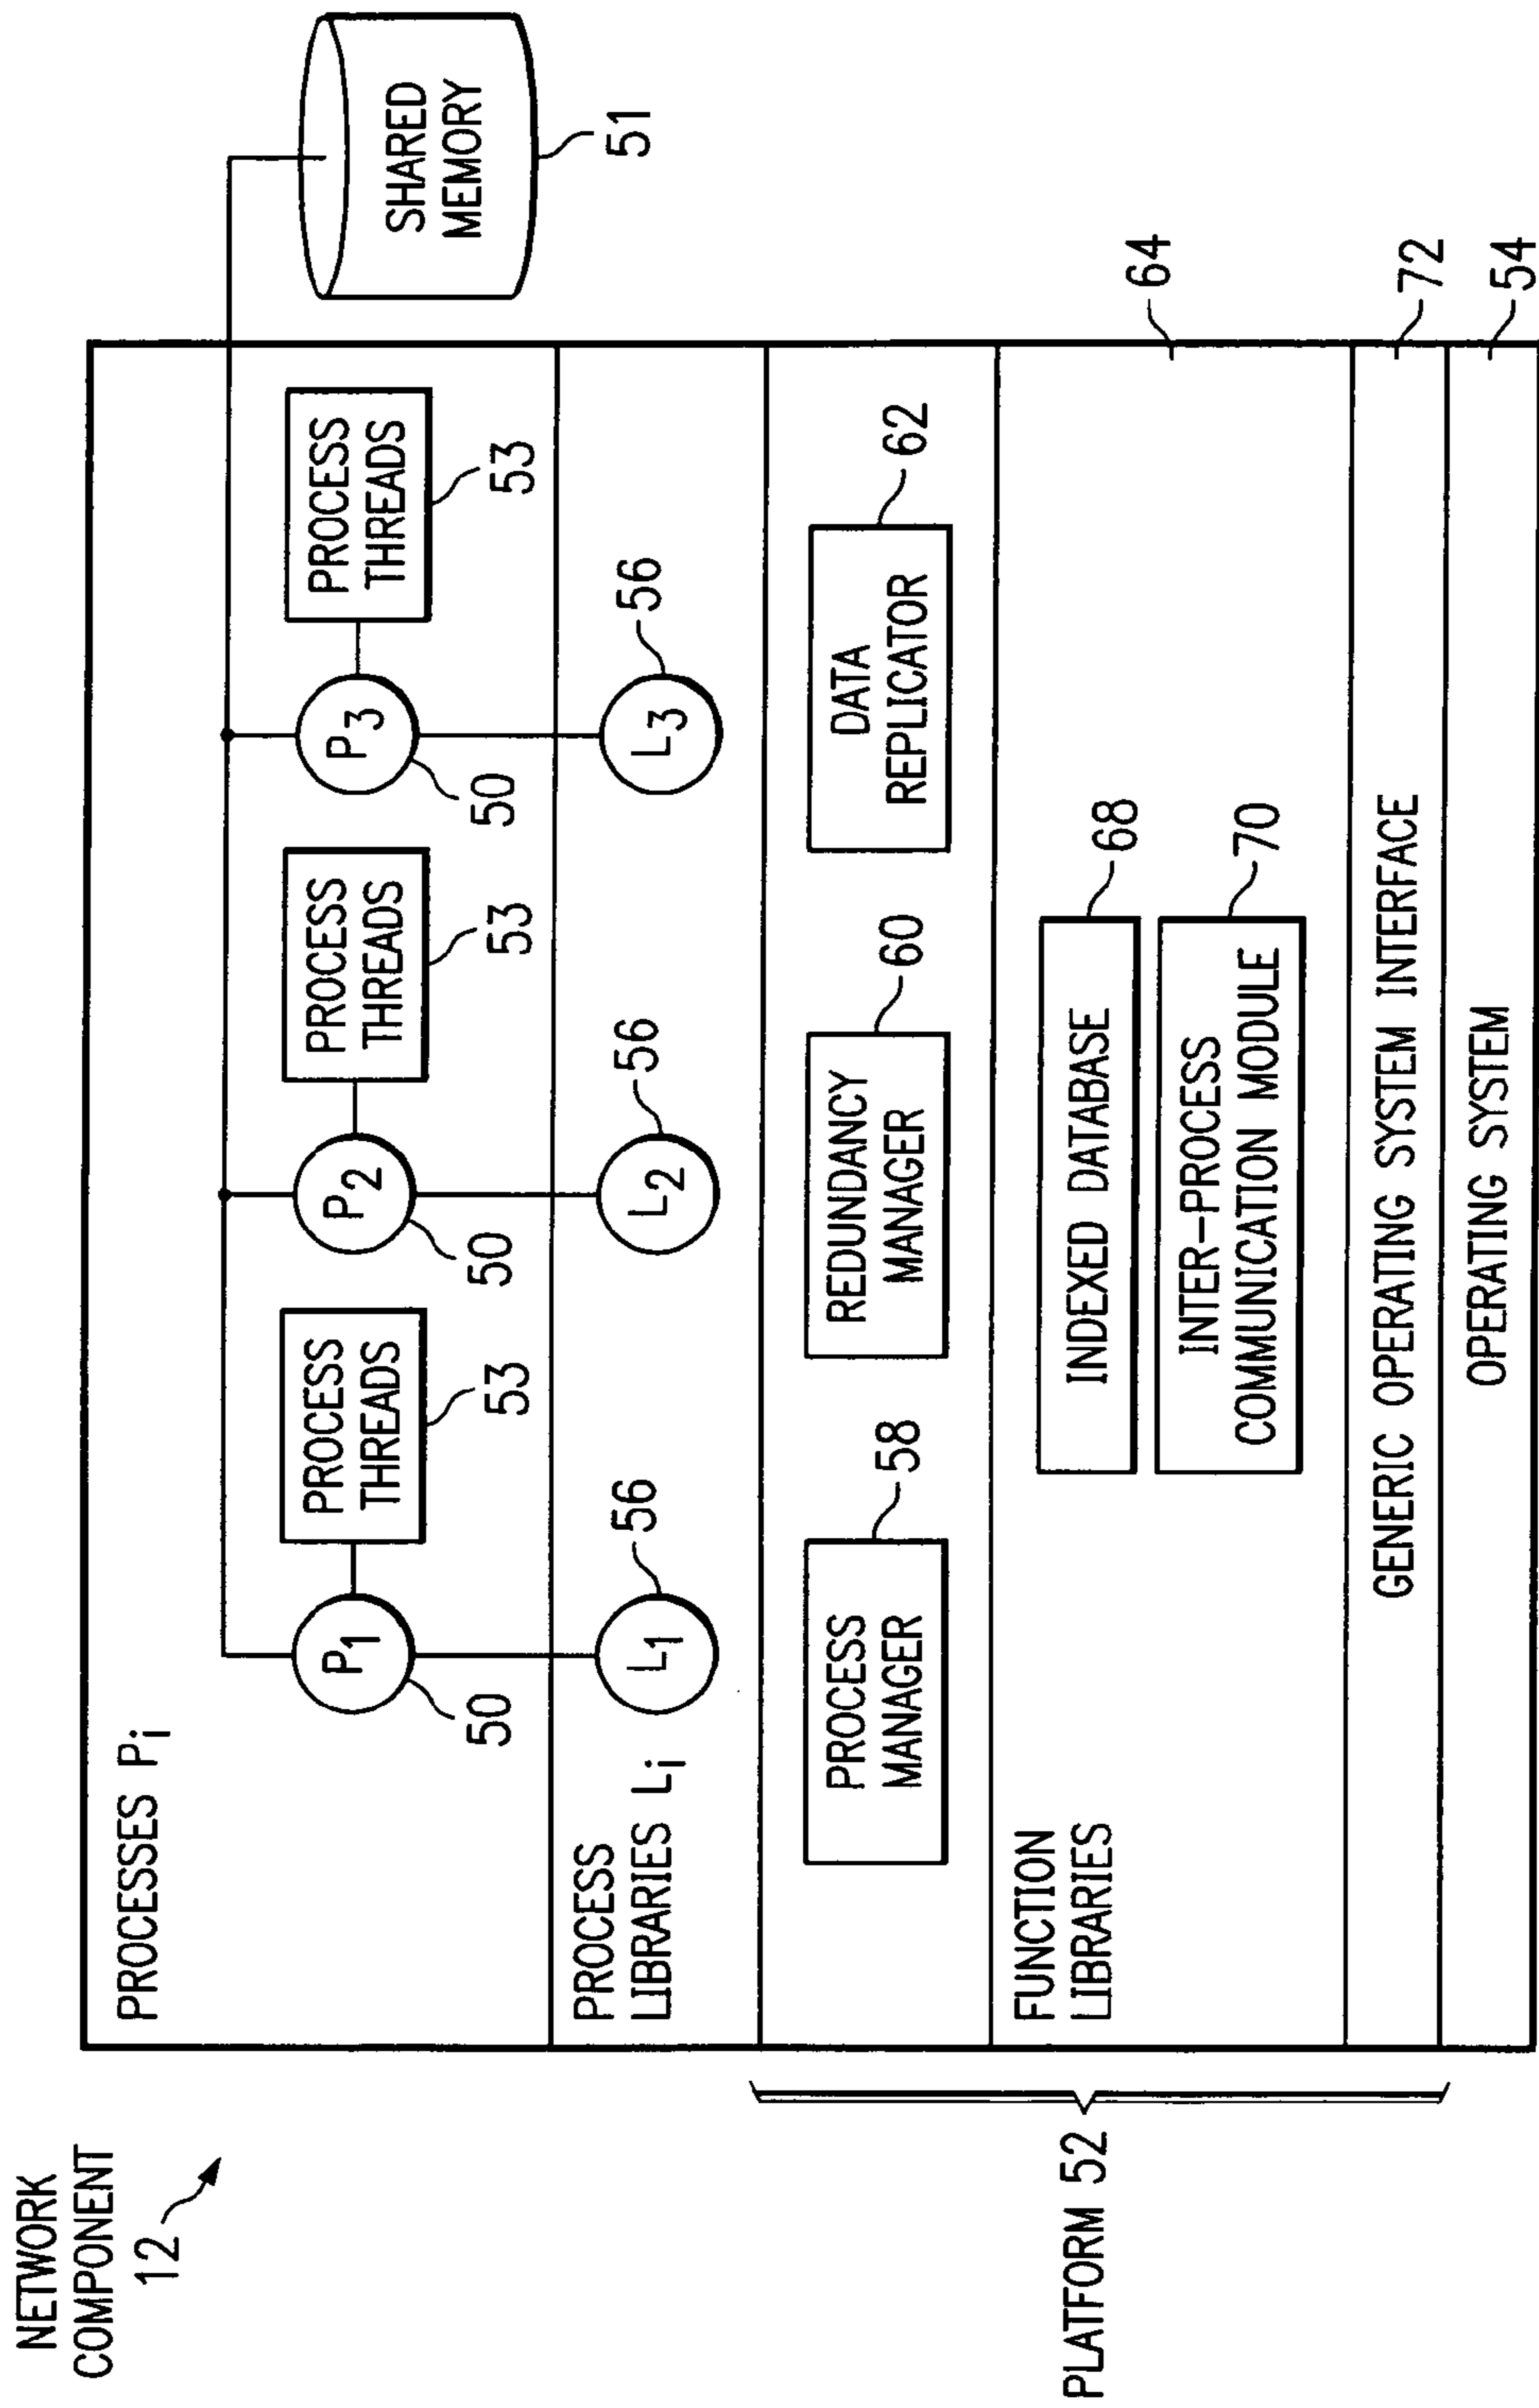 NETWORK
COMPONENT
12
PROCESSES Pi
P1
50
PROCESS
THREADS
53
P2
50
PROCESS
THREADS
53
P3
50
PROCESS
THREADS
53
SHARED
MEMORY
51
PROCESS
LIBRARIES Li
L1
56
L2
56
L3
56
PLATFORM 52
PROCESS
MANAGER
58
REDUNDANCY
MANAGER
60
DATA
REPLICATOR
62
FUNCTION
LIBRARIES
64
INDEXED DATABASE
68
INTER-PROCESS
COMMUNICATION MODULE
70
GENERIC OPERATING SYSTEM INTERFACE
72
OPERATING SYSTEM
54